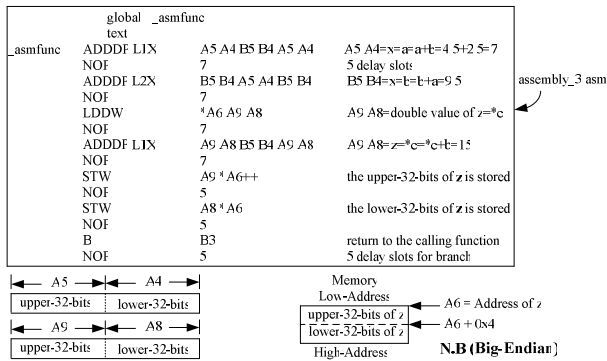 global _asmfunc
text
_asmfunc ADDDP L1X A5 A4 B5 B4 A5 A4 A5 A4=x=a=a+b=4 5+2 5=7
NOP 7 5 delay slots
ADDDP L2X B5 B4 A5 A4 B5 B4 B5 B4=x=b=b+a=9 5
NOP 7
LDDW *A6 A9 A8 A9 A8=double value of z=*c
NOP 7
ADDDP L1X A9 A8 B5 B4 A9 A8 A9 A8=z=*c=*c+b=15
NOP 7
STW A9 *A6++ the upper-32-bits of z is stored
NOP 5
STW A8 *A6 the lower-32-bits of z is stored
NOP 5
B B3 return to the calling function
NOP 5 5 delay slots for branch
assembly_3 asm
A5 A4
upper-32-bits lower-32-bits
A9 A8
upper-32-bits lower-32-bits
Memory
Low-Address
upper-32-bits of z
lower-32-bits of z
High-Address
A6 = Address of z
A6 + 0x4
N.B (Big-Endian)